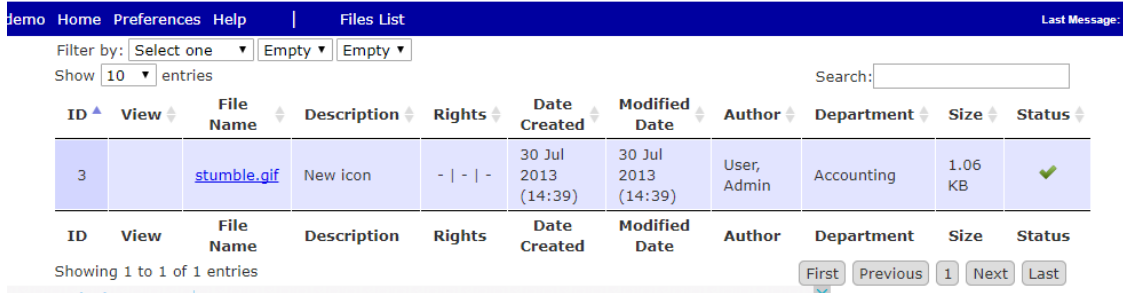 demo Home Preferences Help | Files List Last Message:
Filter by: Select one Empty Empty
Show 10 entries Search:
ID View File Name Description Rights Date Created Modified Date Author Department Size Status
3 stumble.gif New icon - | - | - 30 Jul 2013 (14:39) 30 Jul 2013 (14:39) User, Admin Accounting 1.06 KB
ID View File Name Description Rights Date Created Modified Date Author Department Size Status
Showing 1 to 1 of 1 entries First Previous 1 Next Last